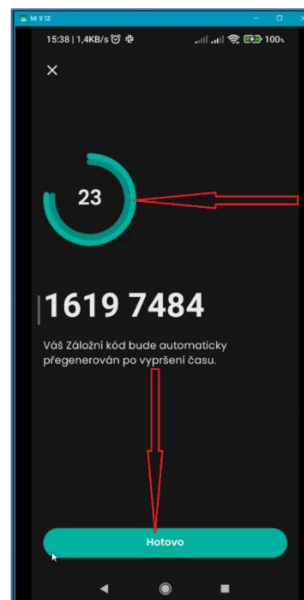 Mi 9 SE
15:38 | 1,4KB/s
100%
23
1619 7484
Váš Záložní kód bude automaticky
přegenerován po vypršení času.
Hotovo